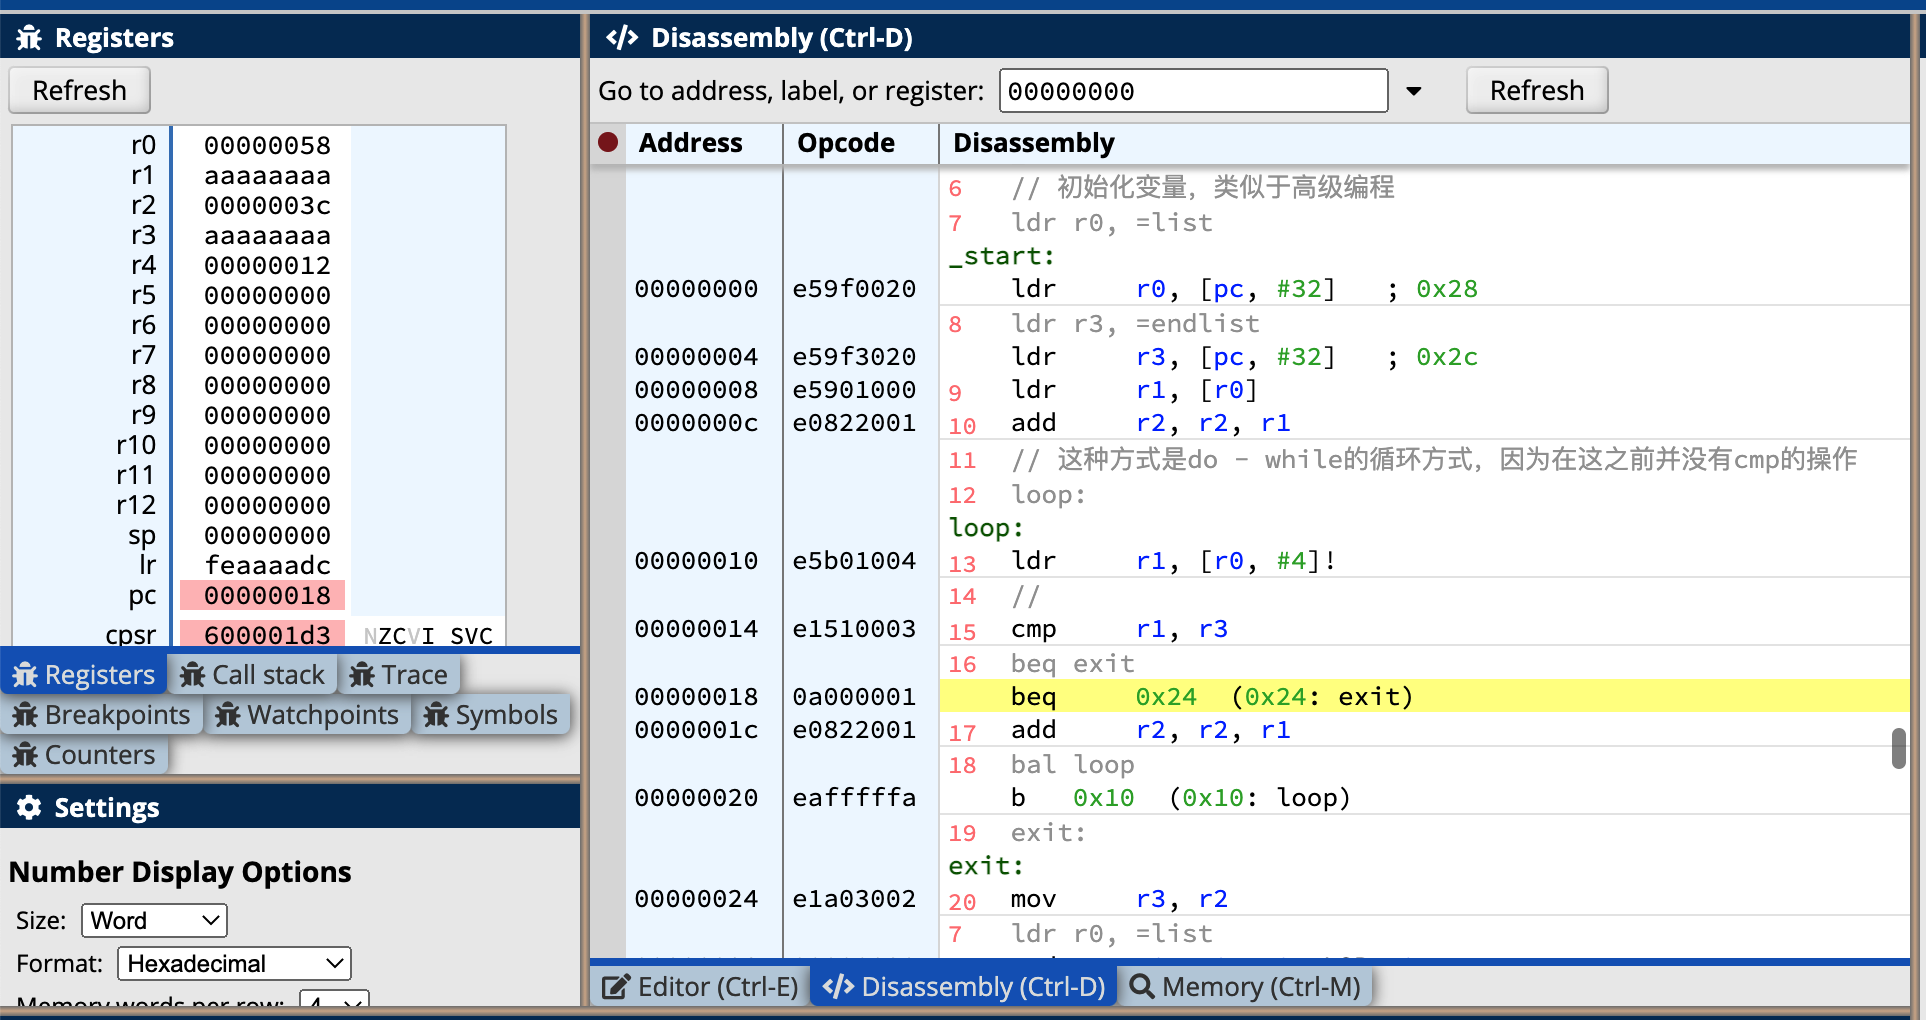 Registers
Refresh
r0 00000058
r1 aaaaaaaa
r2 0000003c
r3 aaaaaaaa
r4 00000012
r5 00000000
r6 00000000
r7 00000000
r8 00000000
r9 00000000
r10 00000000
r11 00000000
r12 00000000
sp 00000000
lr feaaaadc
pc 00000018
cpsr 600001d3 NZCVI SVC
Registers Call stack Trace
Breakpoints Watchpoints Symbols
Counters
Settings
Number Display Options
Size: Word
Format: Hexadecimal
Memory words per row: 4
Disassembly (Ctrl-D)
Go to address, label, or register: 00000000 Refresh
Address Opcode Disassembly
6 // 初始化变量，类似于高级编程
7 ldr r0, =list
_start:
00000000 e59f0020 ldr r0, [pc, #32] ; 0x28
8 ldr r3, =endlist
00000004 e59f3020 ldr r3, [pc, #32] ; 0x2c
00000008 e5901000 9 ldr r1, [r0]
0000000c e0822001 10 add r2, r2, r1
11 // 这种方式是do - while的循环方式，因为在这之前并没有cmp的操作
12 loop:
loop:
00000010 e5b01004 13 ldr r1, [r0, #4]!
14 //
00000014 e1510003 15 cmp r1, r3
16 beq exit
00000018 0a000001 beq 0x24 (0x24: exit)
0000001c e0822001 17 add r2, r2, r1
18 bal loop
00000020 eafffffa b 0x10 (0x10: loop)
19 exit:
exit:
00000024 e1a03002 20 mov r3, r2
7 ldr r0, =list
Editor (Ctrl-E) Disassembly (Ctrl-D) Memory (Ctrl-M)